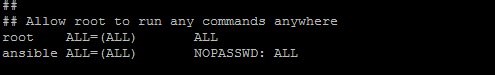 ##
## Allow root to run any commands anywhere
root    ALL=(ALL)       ALL
ansible ALL=(ALL)       NOPASSWD: ALL